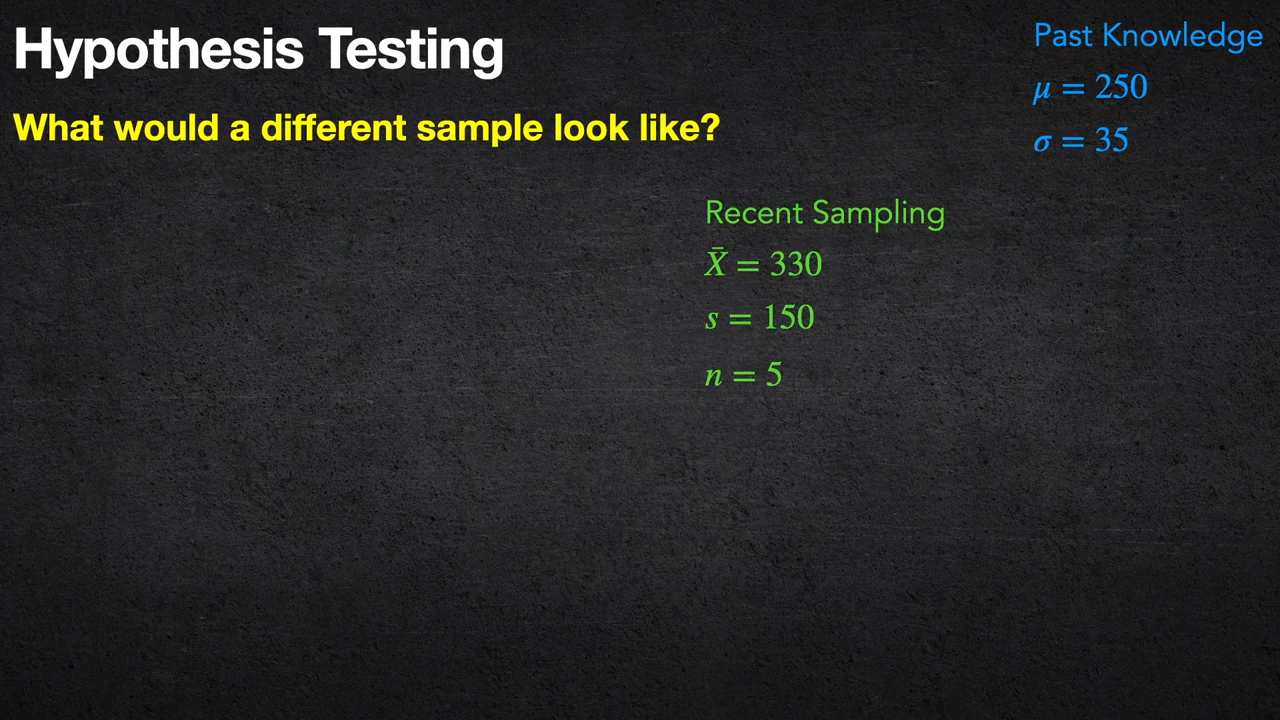 Hypothesis Testing
What would a different sample look like?
Past Knowledge
μ = 250
σ = 35
Recent Sampling
X̄ = 330
s = 150
n = 5